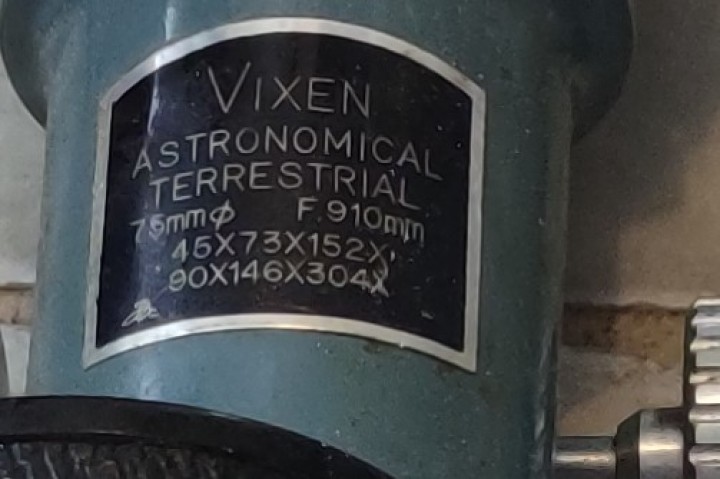 VIXEN
ASTRONOMICAL
TERRESTRIAL
75mmϕ F.910mm
45X73X152X
90X146X304X